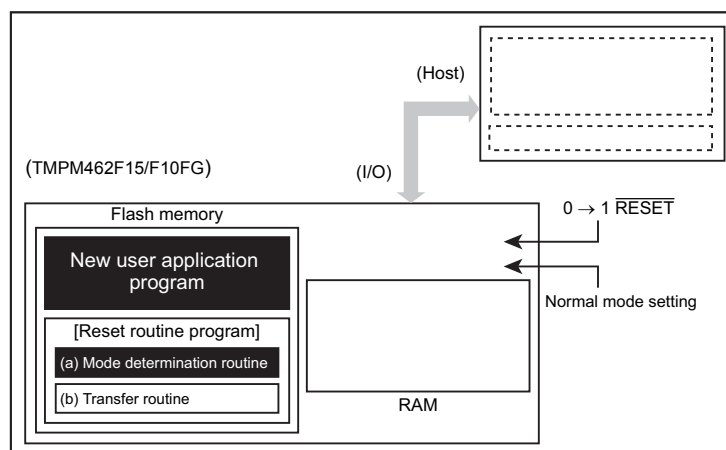 (Host)
(TMPM462F15/F10FG)
(I/O)
Flash memory
0 → 1 RESET
New user application
program
Normal mode setting
[Reset routine program]
(a) Mode determination routine
(b) Transfer routine
RAM